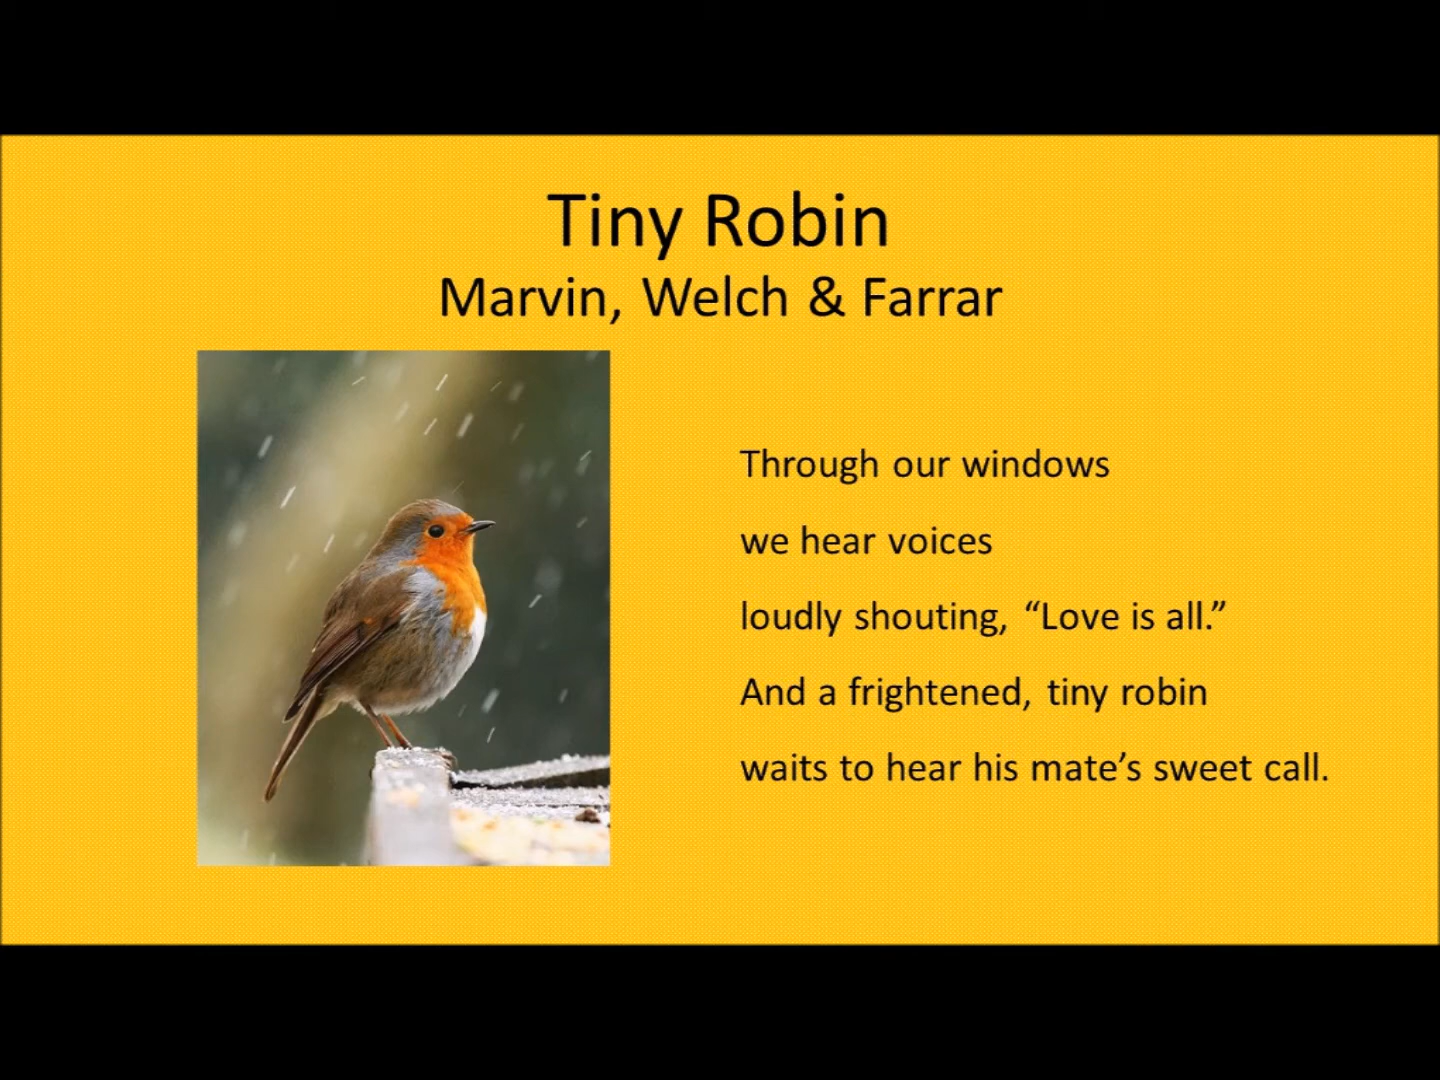 Tiny Robin
Marvin, Welch & Farrar
Through our windows
we hear voices
loudly shouting, “Love is all.”
And a frightened, tiny robin
waits to hear his mate’s sweet call.